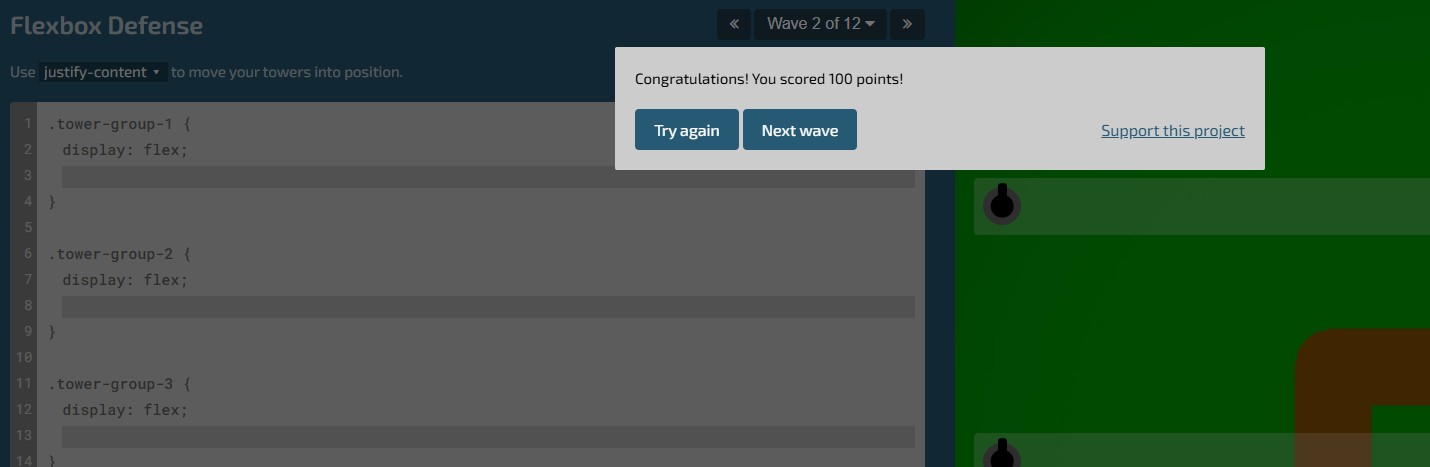 Flexbox Defense
« Wave 2 of 12 »
Use justify-content to move your towers into position.
Congratulations! You scored 100 points!
Try again Next wave Support this project
1 .tower-group-1 {
2 display: flex;
3
4 }
5
6 .tower-group-2 {
7 display: flex;
8
9 }
10
11 .tower-group-3 {
12 display: flex;
13
14 }